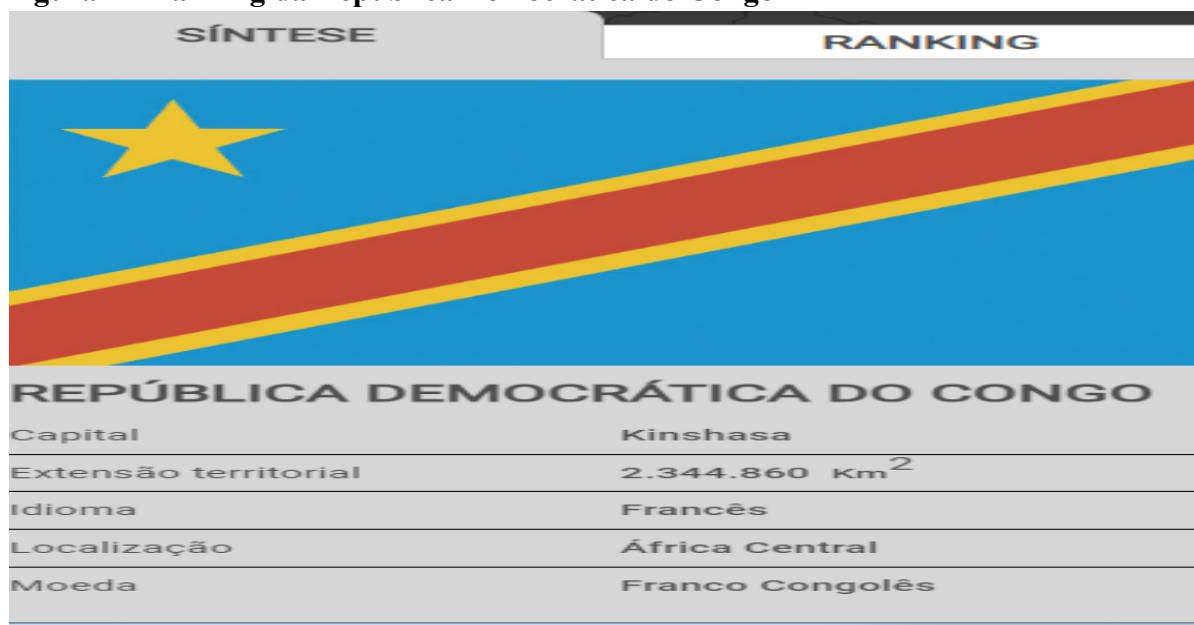 SÍNTESE
RANKING
REPÚBLICA DEMOCRÁTICA DO CONGO
Capital Kinshasa
Extensão territorial 2.344.860 Km²
Idioma Francês
Localização África Central
Moeda Franco Congolês